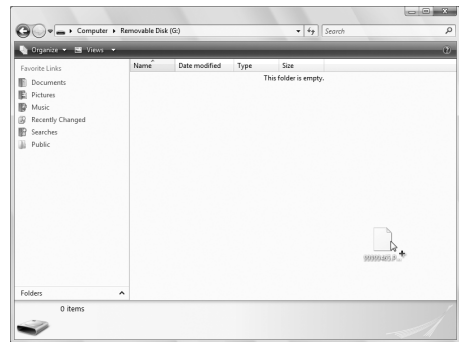 Computer ▸ Removable Disk (G:)
Search
Organize
Views
Favorite Links
Documents
Pictures
Music
Recently Changed
Searches
Public
Folders
Name
Date modified
Type
Size
This folder is empty.
0 items